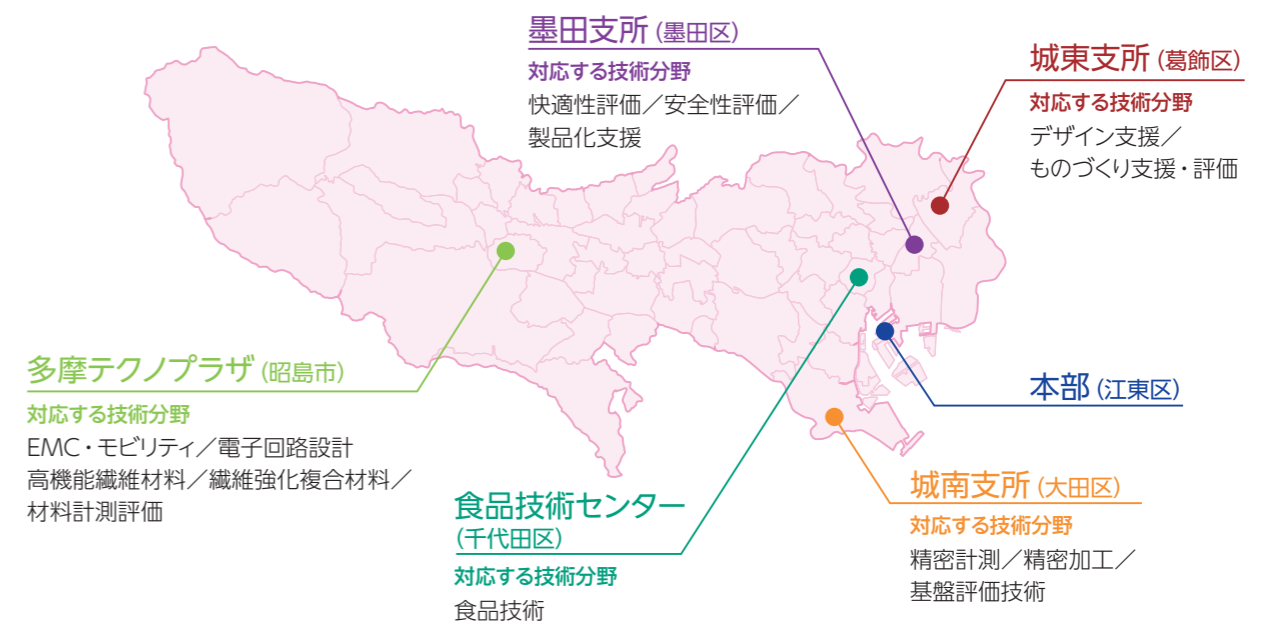 墨田支所(墨田区)
対応する技術分野
快適性評価/安全性評価/
製品化支援
城東支所(葛飾区)
対応する技術分野
デザイン支援/
ものづくり支援・評価
多摩テクノプラザ(昭島市)
対応する技術分野
EMC・モビリティ/電子回路設計
高機能繊維材料/繊維強化複合材料/
材料計測評価
本部(江東区)
食品技術センター
(千代田区)
対応する技術分野
食品技術
城南支所(大田区)
対応する技術分野
精密計測/精密加工/
基盤評価技術